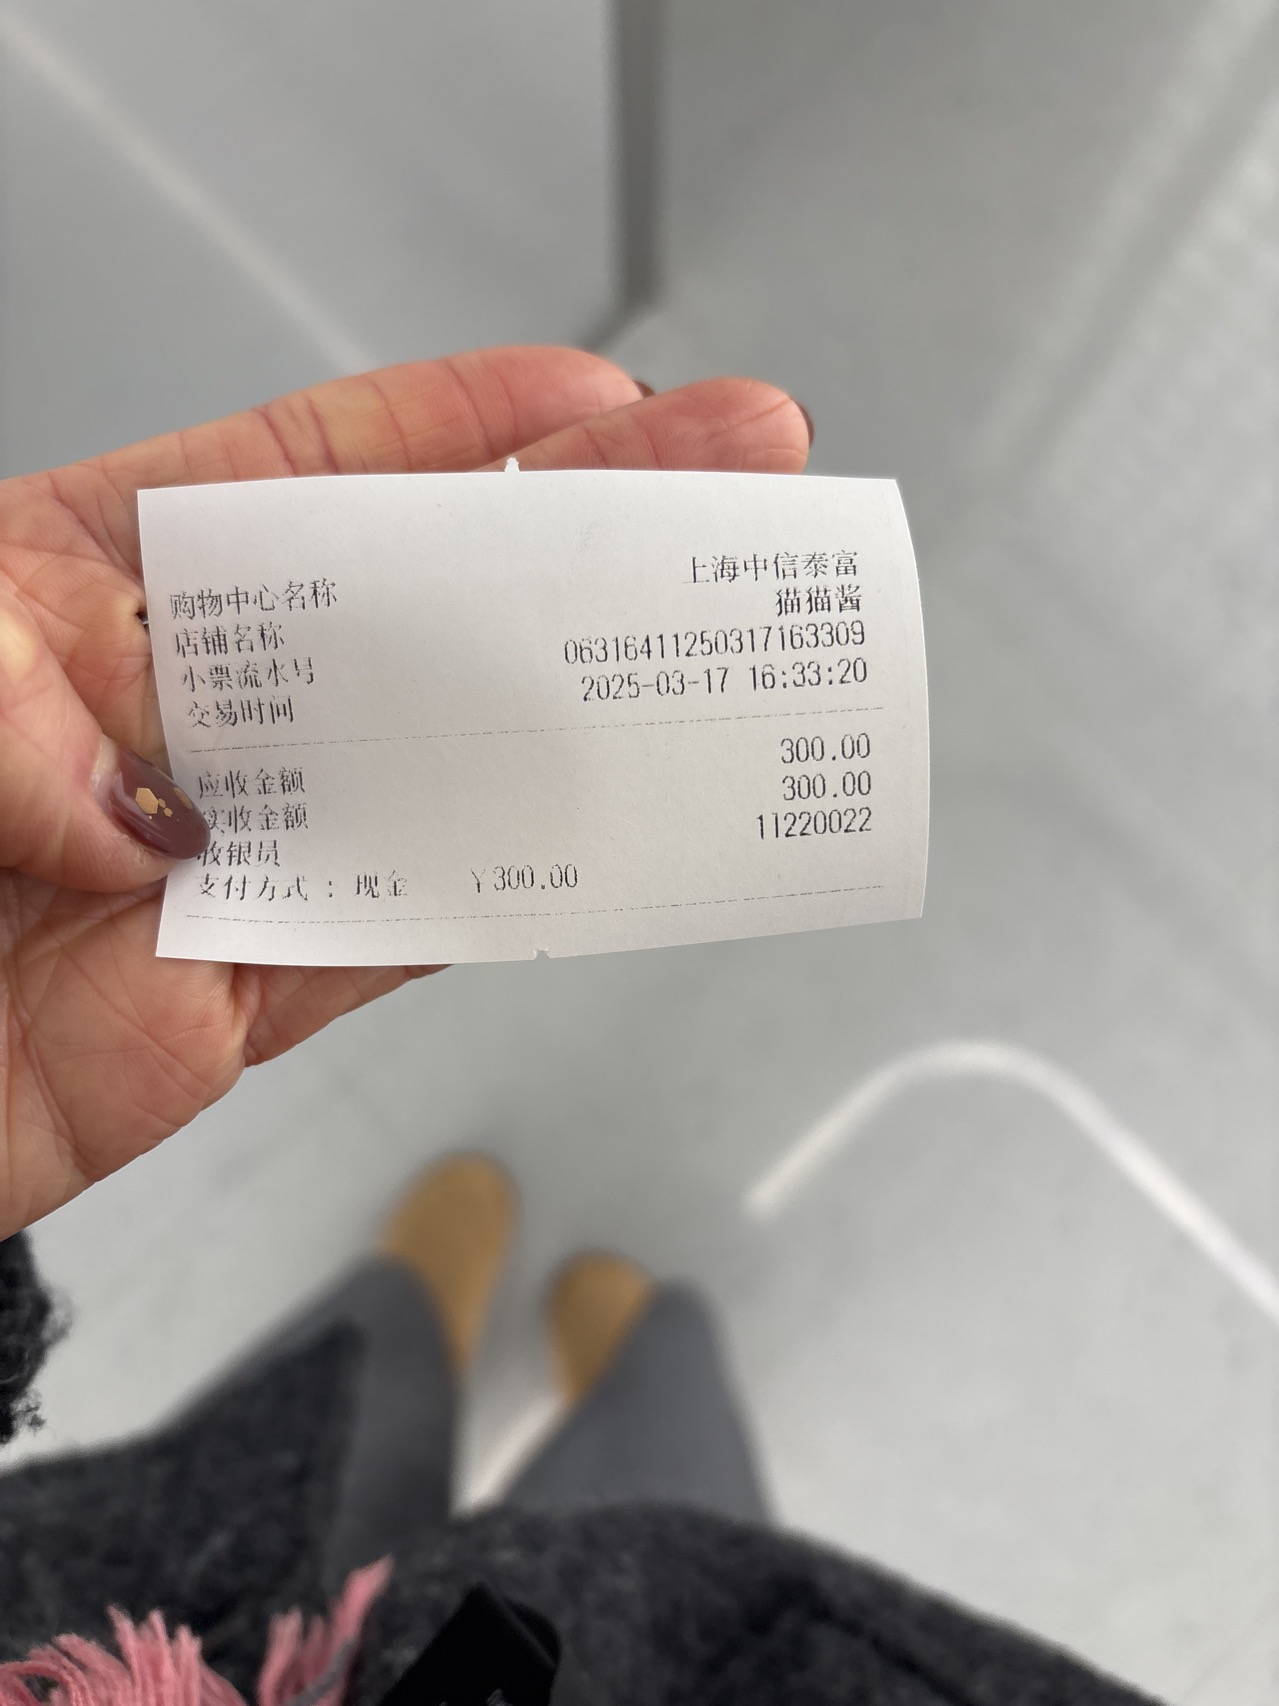 购物中心名称 上海中信泰富
店铺名称 猫猫酱
小票流水号 06316411250317163309
交易时间 2025-03-17 16:33:20
应收金额 300.00
实收金额 300.00
收银员 11220022
支付方式 : 现金 ￥300.00